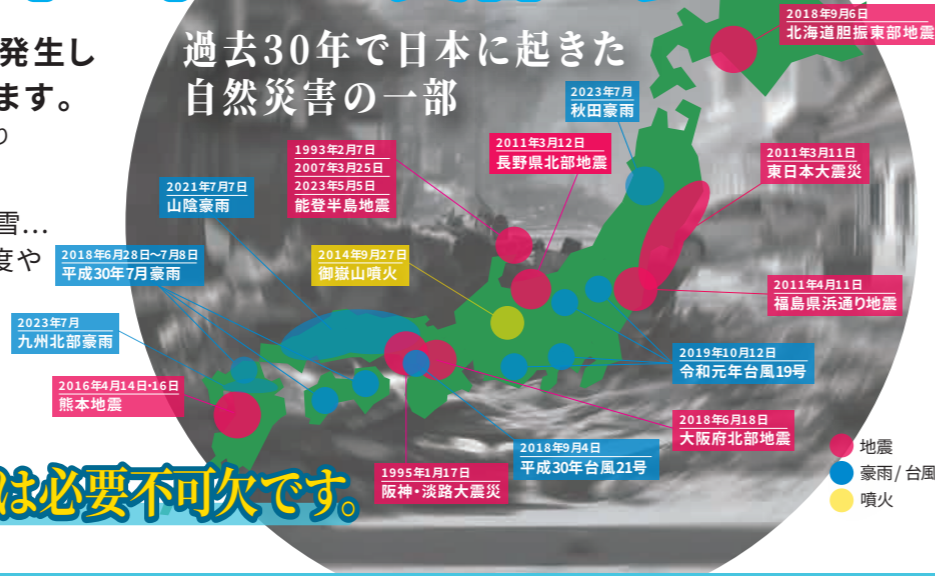 発生し
ます。
り
雪…
度や
過去30年で日本に起きた
自然災害の一部
2018年9月6日
北海道胆振東部地震
2023年7月
秋田豪雨
2011年3月12日
長野県北部地震
2011年3月11日
東日本大震災
1993年2月7日
2007年3月25日
2023年5月5日
能登半島地震
2021年7月7日
山陰豪雨
2018年6月28日〜7月8日
平成30年7月豪雨
2014年9月27日
御嶽山噴火
2011年4月11日
福島県浜通り地震
2023年7月
九州北部豪雨
2019年10月12日
令和元年台風19号
2016年4月14日・16日
熊本地震
2018年6月18日
大阪府北部地震
2018年9月4日
平成30年台風21号
1995年1月17日
阪神・淡路大震災
地震
豪雨/台風
噴火
は必要不可欠です。